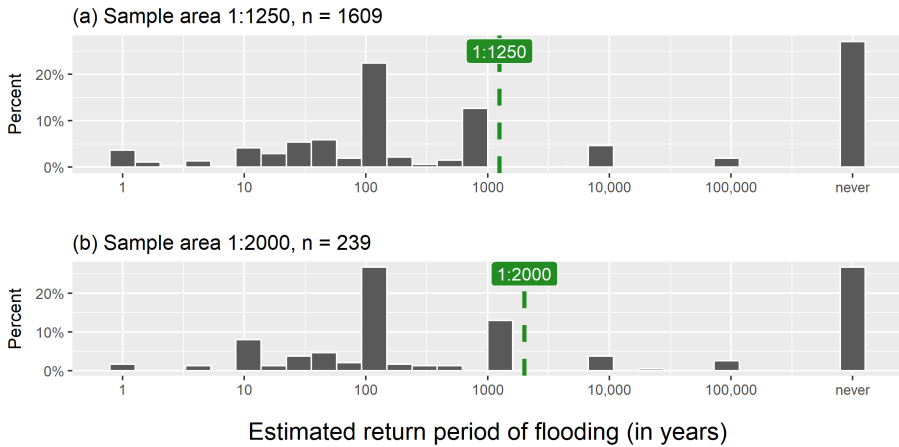 (a) Sample area 1:1250, n = 1609
1:1250
Percent
20%
10%
0%
1 10 100 1000 10,000 100,000 never
(b) Sample area 1:2000, n = 239
1:2000
Percent
20%
10%
0%
1 10 100 1000 10,000 100,000 never
Estimated return period of flooding (in years)